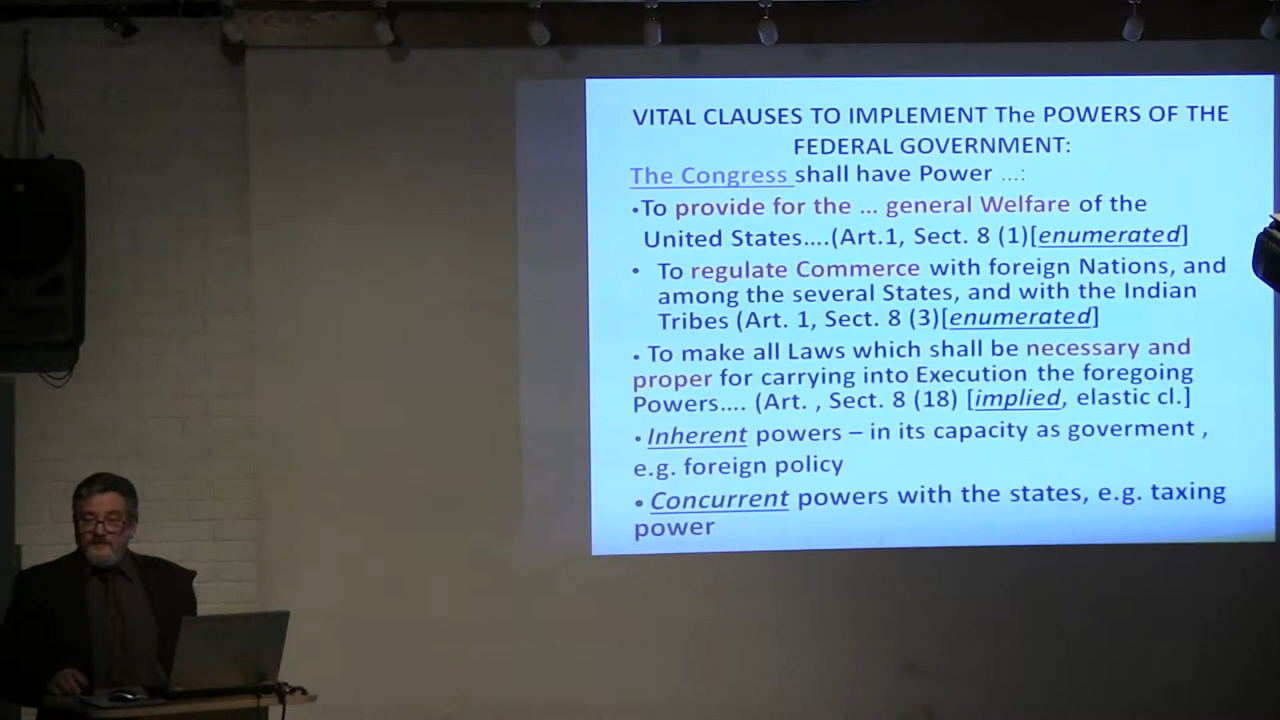 VITAL CLAUSES TO IMPLEMENT The POWERS OF THE
FEDERAL GOVERNMENT:
The Congress shall have Power ...:
•To provide for the ... general Welfare of the
United States....(Art.1, Sect. 8 (1)[enumerated]
• To regulate Commerce with foreign Nations, and
among the several States, and with the Indian
Tribes (Art. 1, Sect. 8 (3)[enumerated]
• To make all Laws which shall be necessary and
proper for carrying into Execution the foregoing
Powers.... (Art. , Sect. 8 (18) [implied, elastic cl.]
•Inherent powers – in its capacity as goverment ,
e.g. foreign policy
• Concurrent powers with the states, e.g. taxing
power